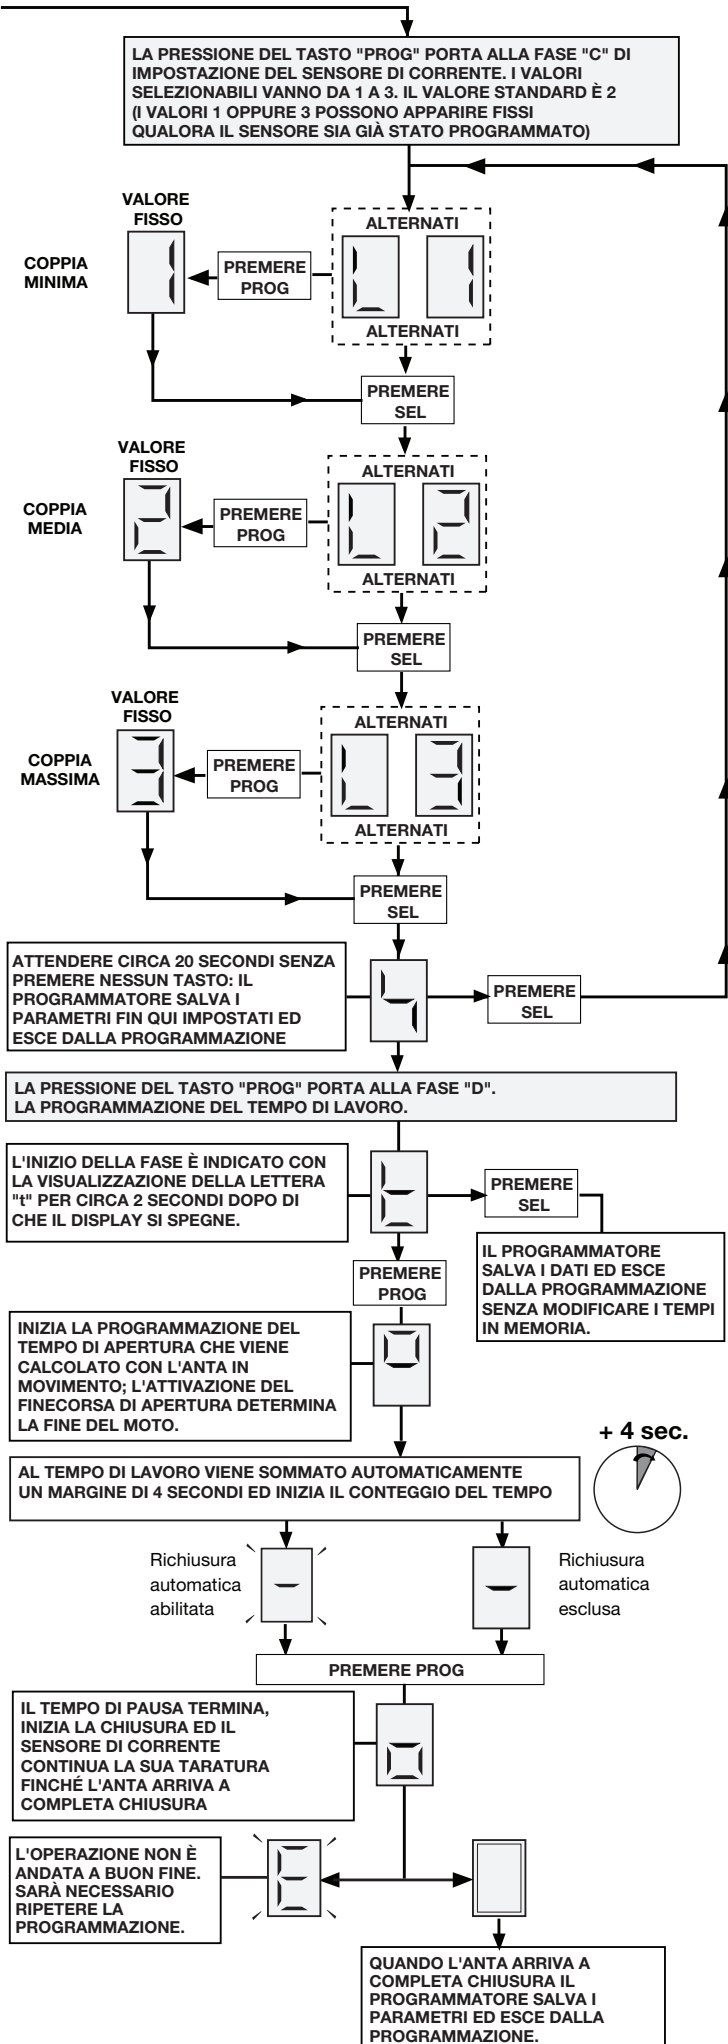 LA PRESSIONE DEL TASTO "PROG" PORTA ALLA FASE "C" DI
IMPOSTAZIONE DEL SENSORE DI CORRENTE. I VALORI
SELEZIONABILI VANNO DA 1 A 3. IL VALORE STANDARD È 2
(I VALORI 1 OPPURE 3 POSSONO APPARIRE FISSI
QUALORA IL SENSORE SIA GIÀ STATO PROGRAMMATO)
VALORE
FISSO
ALTERNATI
COPPIA
MINIMA
1
PREMERE
PROG
L 1
ALTERNATI
PREMERE
SEL
VALORE
FISSO
ALTERNATI
COPPIA
MEDIA
2
PREMERE
PROG
L 2
ALTERNATI
PREMERE
SEL
VALORE
FISSO
ALTERNATI
COPPIA
MASSIMA
3
PREMERE
PROG
L 3
ALTERNATI
PREMERE
SEL
ATTENDERE CIRCA 20 SECONDI SENZA
PREMERE NESSUN TASTO: IL
PROGRAMMATORE SALVA I
PARAMETRI FIN QUI IMPOSTATI ED
ESCE DALLA PROGRAMMAZIONE
4
PREMERE
SEL
LA PRESSIONE DEL TASTO "PROG" PORTA ALLA FASE "D".
LA PROGRAMMAZIONE DEL TEMPO DI LAVORO.
L'INIZIO DELLA FASE È INDICATO CON
LA VISUALIZZAZIONE DELLA LETTERA
"t" PER CIRCA 2 SECONDI DOPO DI
CHE IL DISPLAY SI SPEGNE.
t
PREMERE
SEL
IL PROGRAMMATORE
SALVA I DATI ED ESCE
DALLA PROGRAMMAZIONE
SENZA MODIFICARE I TEMPI
IN MEMORIA.
PREMERE
PROG
INIZIA LA PROGRAMMAZIONE DEL
TEMPO DI APERTURA CHE VIENE
CALCOLATO CON L'ANTA IN
MOVIMENTO; L'ATTIVAZIONE DEL
FINECORSA DI APERTURA DETERMINA
LA FINE DEL MOTO.
o
+ 4 sec.
AL TEMPO DI LAVORO VIENE SOMMATO AUTOMATICAMENTE
UN MARGINE DI 4 SECONDI ED INIZIA IL CONTEGGIO DEL TEMPO
Richiusura
automatica
abilitata
-
-
Richiusura
automatica
esclusa
PREMERE PROG
IL TEMPO DI PAUSA TERMINA,
INIZIA LA CHIUSURA ED IL
SENSORE DI CORRENTE
CONTINUA LA SUA TARATURA
FINCHÉ L'ANTA ARRIVA A
COMPLETA CHIUSURA
o
L'OPERAZIONE NON È
ANDATA A BUON FINE.
SARÀ NECESSARIO
RIPETERE LA
PROGRAMMAZIONE.
E
QUANDO L'ANTA ARRIVA A
COMPLETA CHIUSURA IL
PROGRAMMATORE SALVA I
PARAMETRI ED ESCE DALLA
PROGRAMMAZIONE.